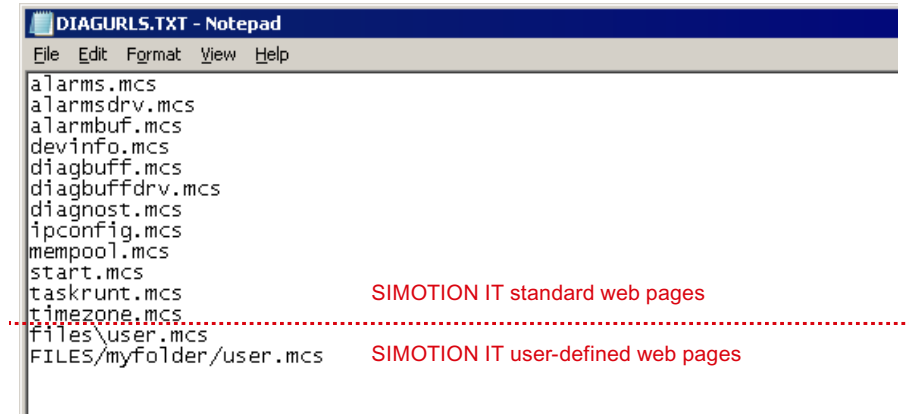 DIAGURLS.TXT - Notepad
File Edit Format View Help
alarms.mcs
alarmsdrv.mcs
alarmbuf.mcs
devinfo.mcs
diagbuff.mcs
diagbuffdrv.mcs
diagnost.mcs
ipconfig.mcs
mempool.mcs
start.mcs
taskrunt.mcs SIMOTION IT standard web pages
timezone.mcs
files\user.mcs
FILES/myfolder/user.mcs SIMOTION IT user-defined web pages